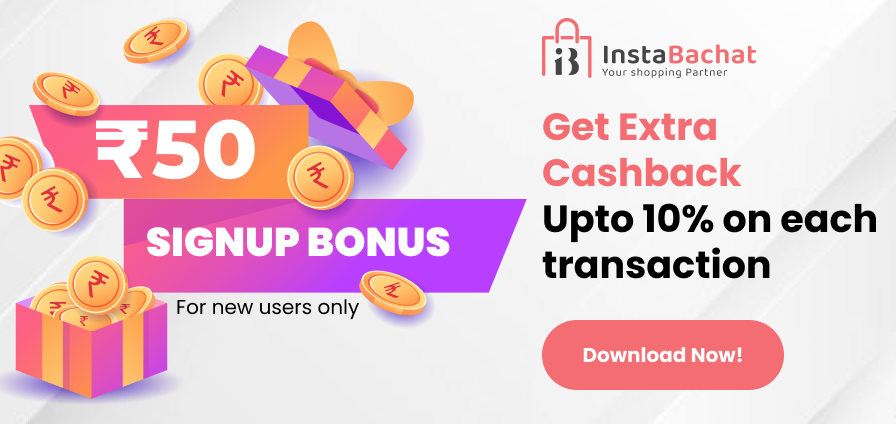 InstaBachat
Your shopping Partner
₹50
SIGNUP BONUS
For new users only
Get Extra
Cashback
Upto 10% on each
transaction
Download Now!